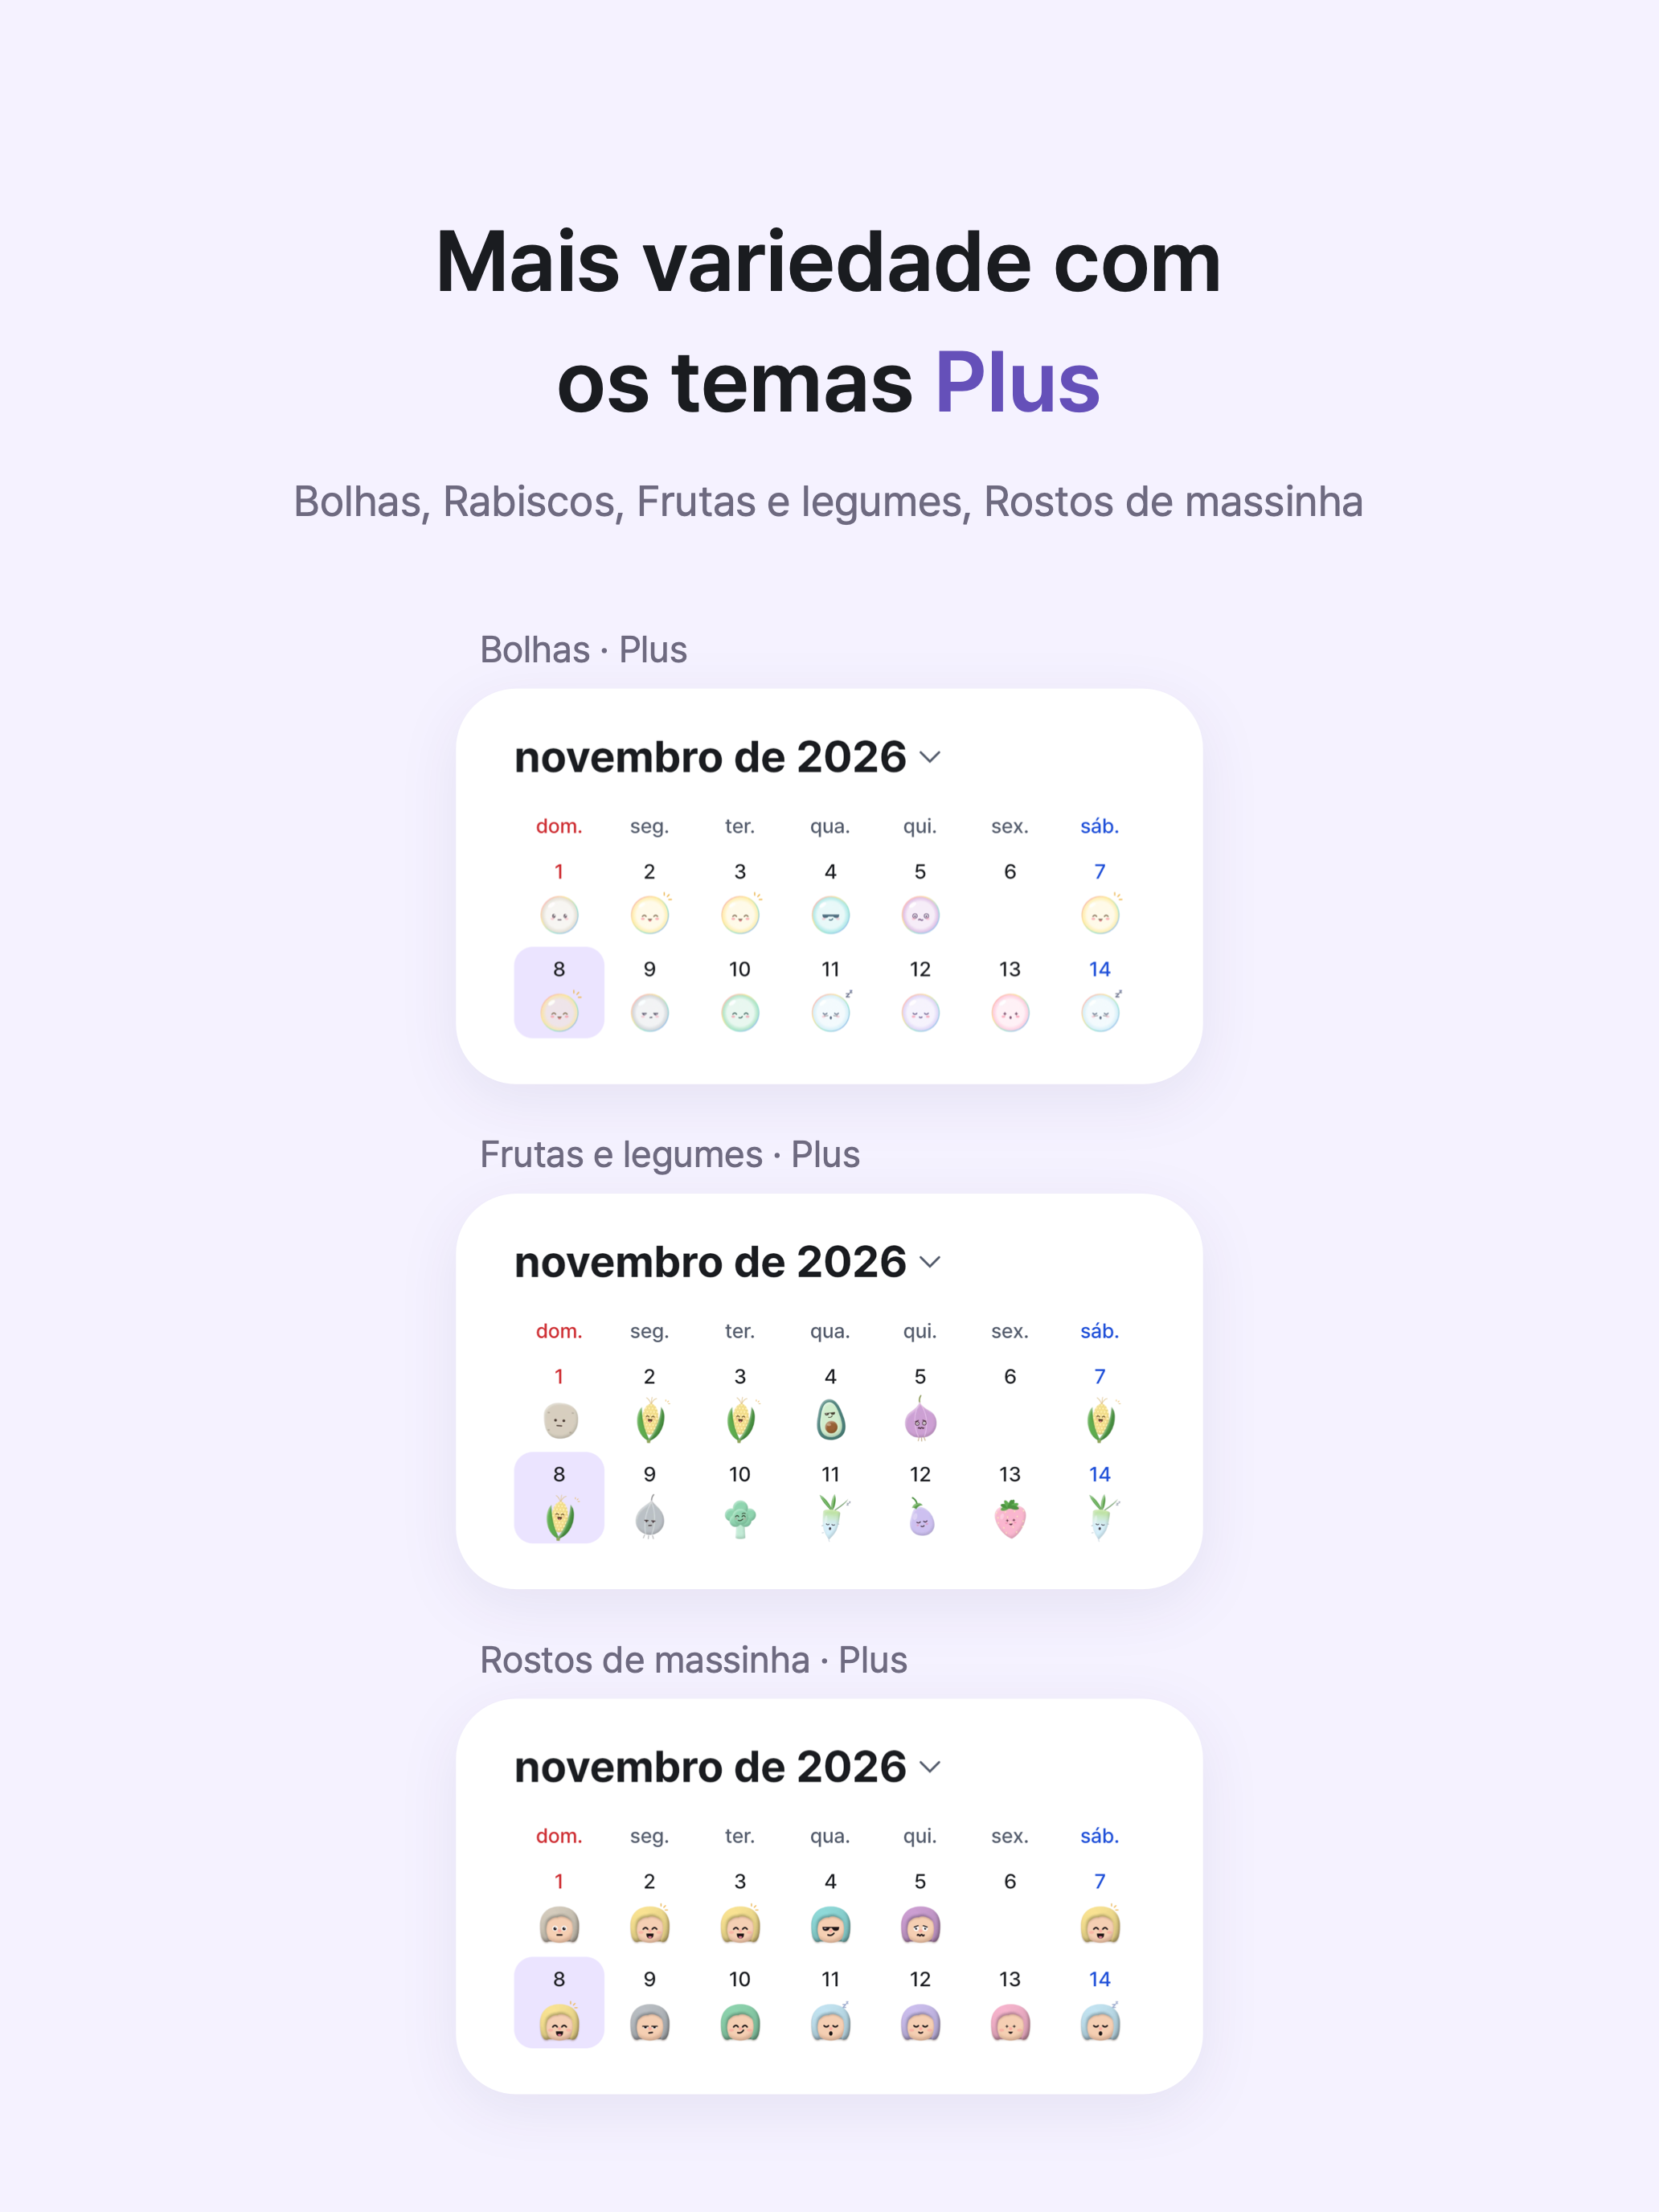 Mais variedade com
os temas Plus
Bolhas, Rabiscos, Frutas e legumes, Rostos de massinha
Bolhas · Plus
novembro de 2026
dom. seg. ter. qua. qui. sex. sáb.
1 2 3 4 5 6 7
8 9 10 11 12 13 14
Frutas e legumes · Plus
novembro de 2026
dom. seg. ter. qua. qui. sex. sáb.
1 2 3 4 5 6 7
8 9 10 11 12 13 14
Rostos de massinha · Plus
novembro de 2026
dom. seg. ter. qua. qui. sex. sáb.
1 2 3 4 5 6 7
8 9 10 11 12 13 14